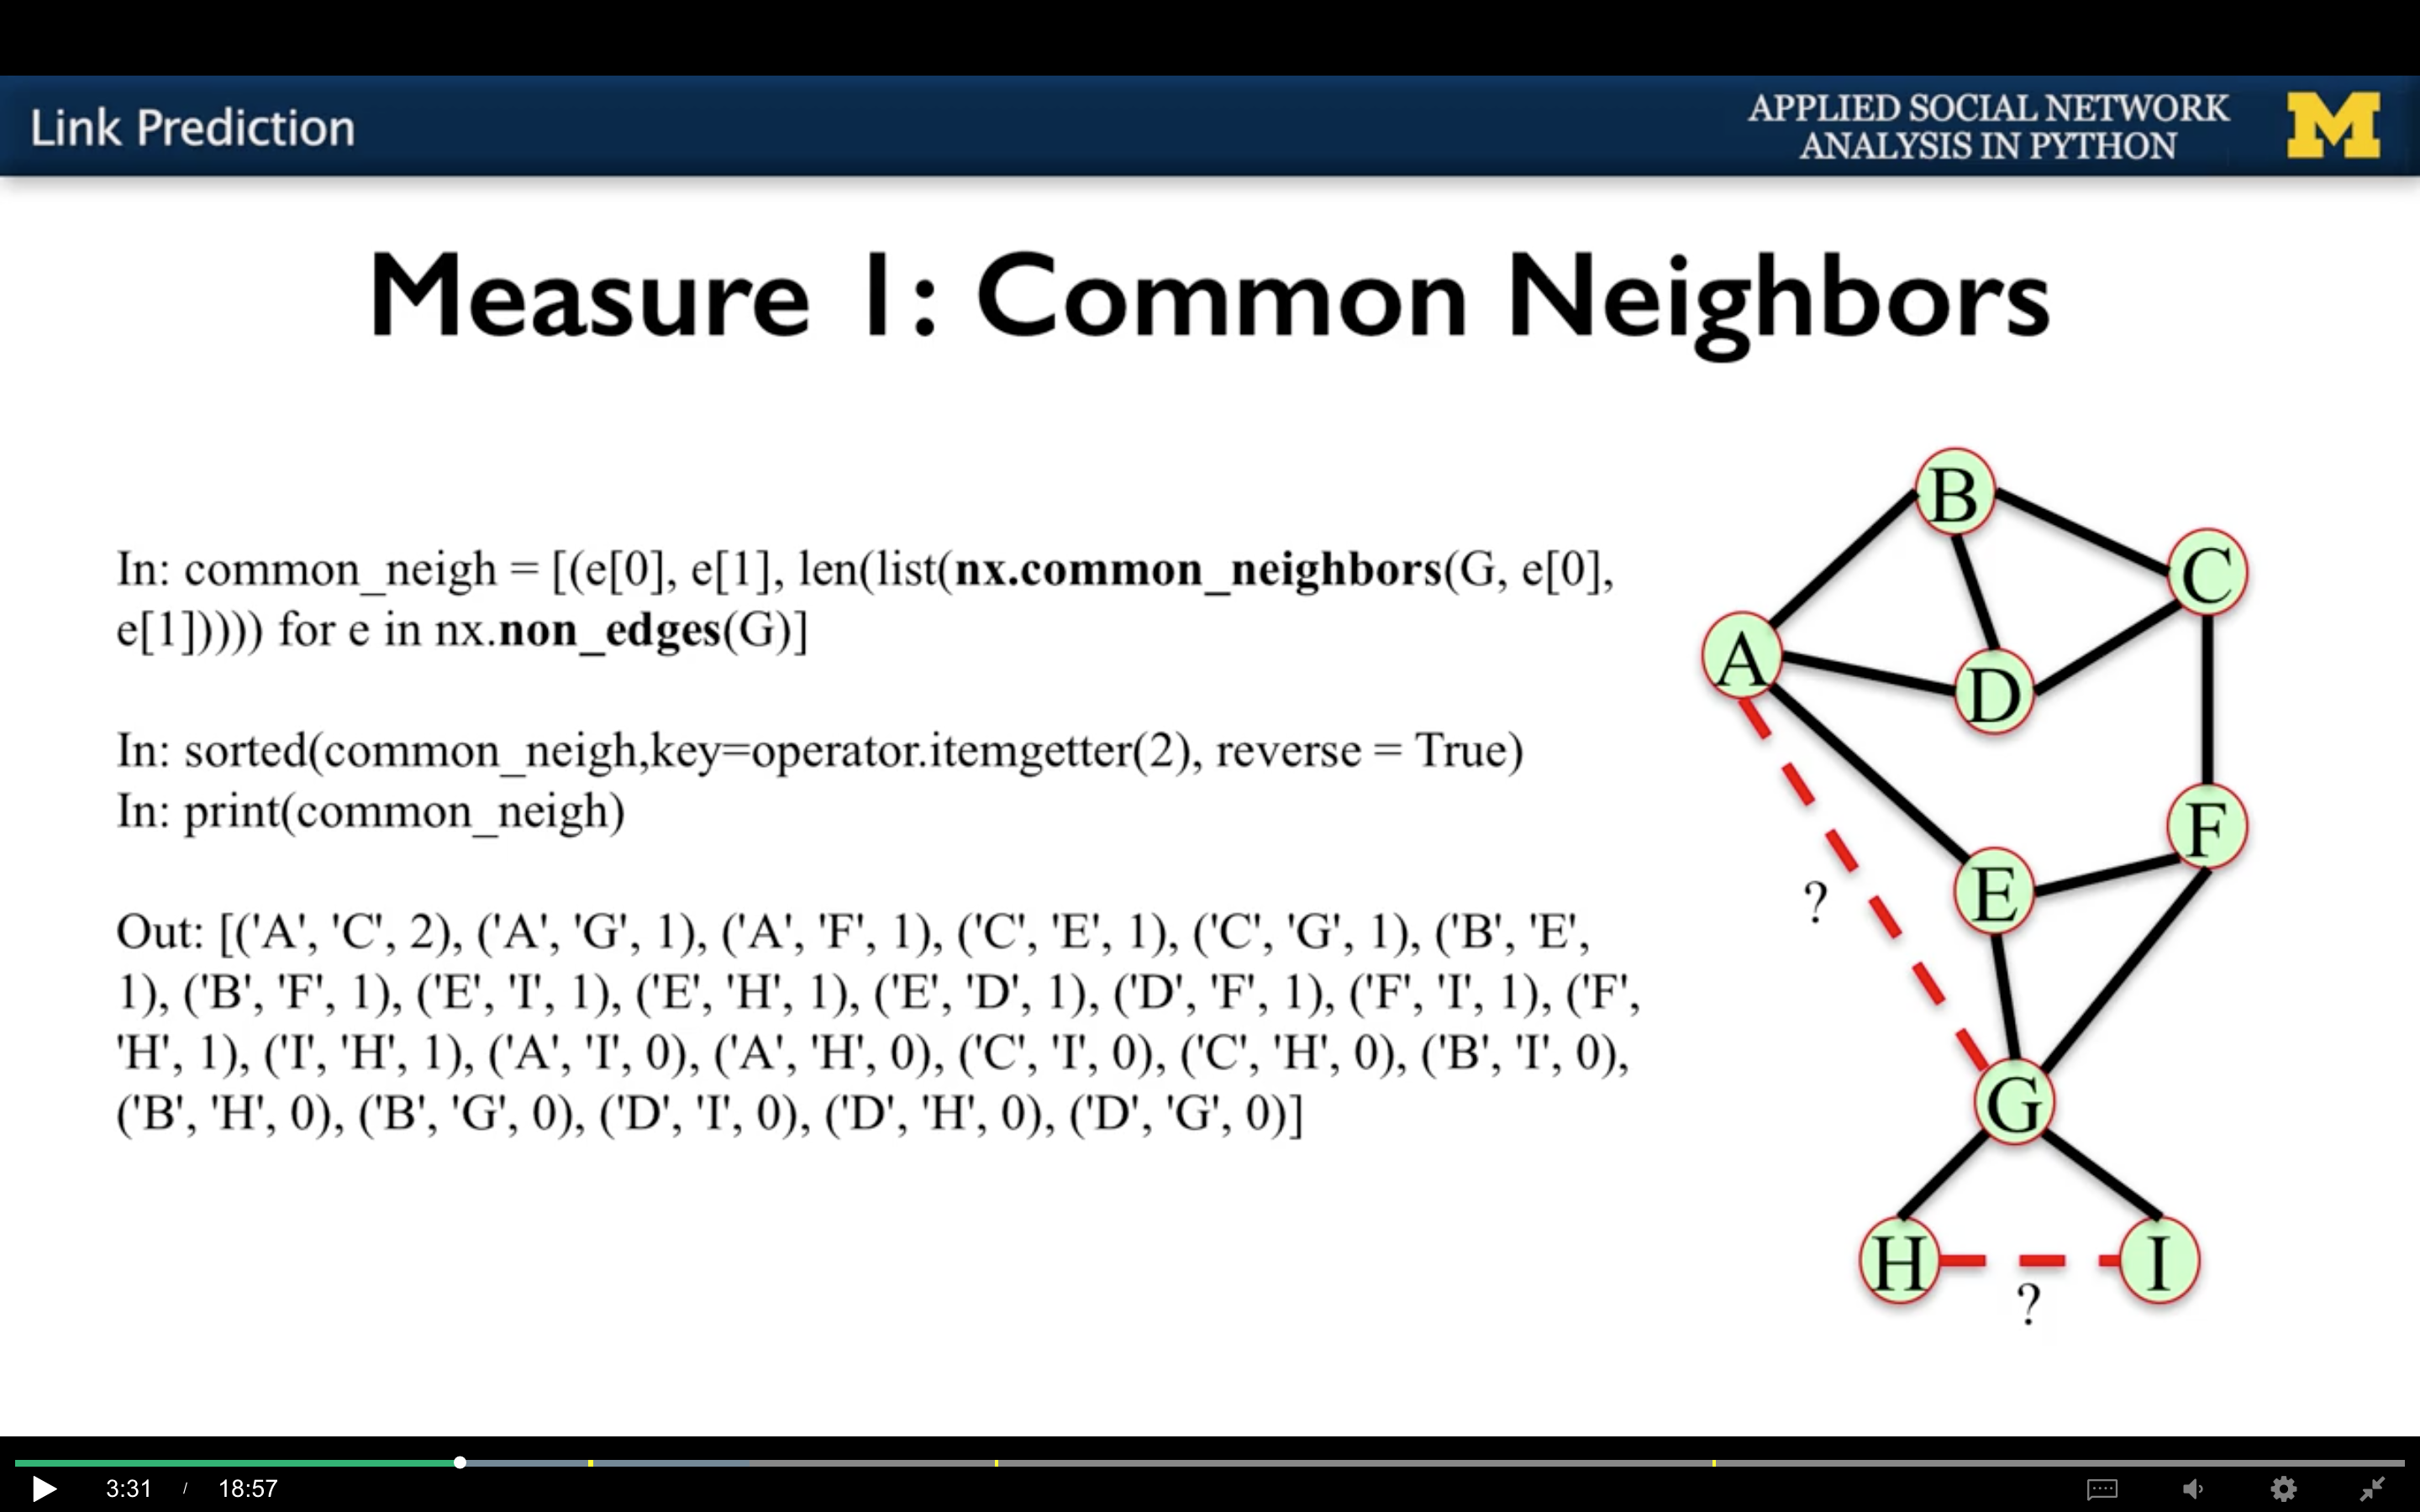 Link Prediction
APPLIED SOCIAL NETWORK
ANALYSIS IN PYTHON
M
Measure 1: Common Neighbors
In: common_neigh = [(e[0], e[1], len(list(nx.common_neighbors(G, e[0],
e[1])))) for e in nx.non_edges(G)]
In: sorted(common_neigh,key=operator.itemgetter(2), reverse = True)
In: print(common_neigh)
Out: [('A', 'C', 2), ('A', 'G', 1), ('A', 'F', 1), ('C', 'E', 1), ('C', 'G', 1), ('B', 'E',
1), ('B', 'F', 1), ('E', 'I', 1), ('E', 'H', 1), ('E', 'D', 1), ('D', 'F', 1), ('F', 'I', 1), ('F',
'H', 1), ('I', 'H', 1), ('A', 'I', 0), ('A', 'H', 0), ('C', 'I', 0), ('C', 'H', 0), ('B', 'I', 0),
('B', 'H', 0), ('B', 'G', 0), ('D', 'I', 0), ('D', 'H', 0), ('D', 'G', 0)]
B
C
A
D
F
E
?
G
H
I
?
3:31 / 18:57